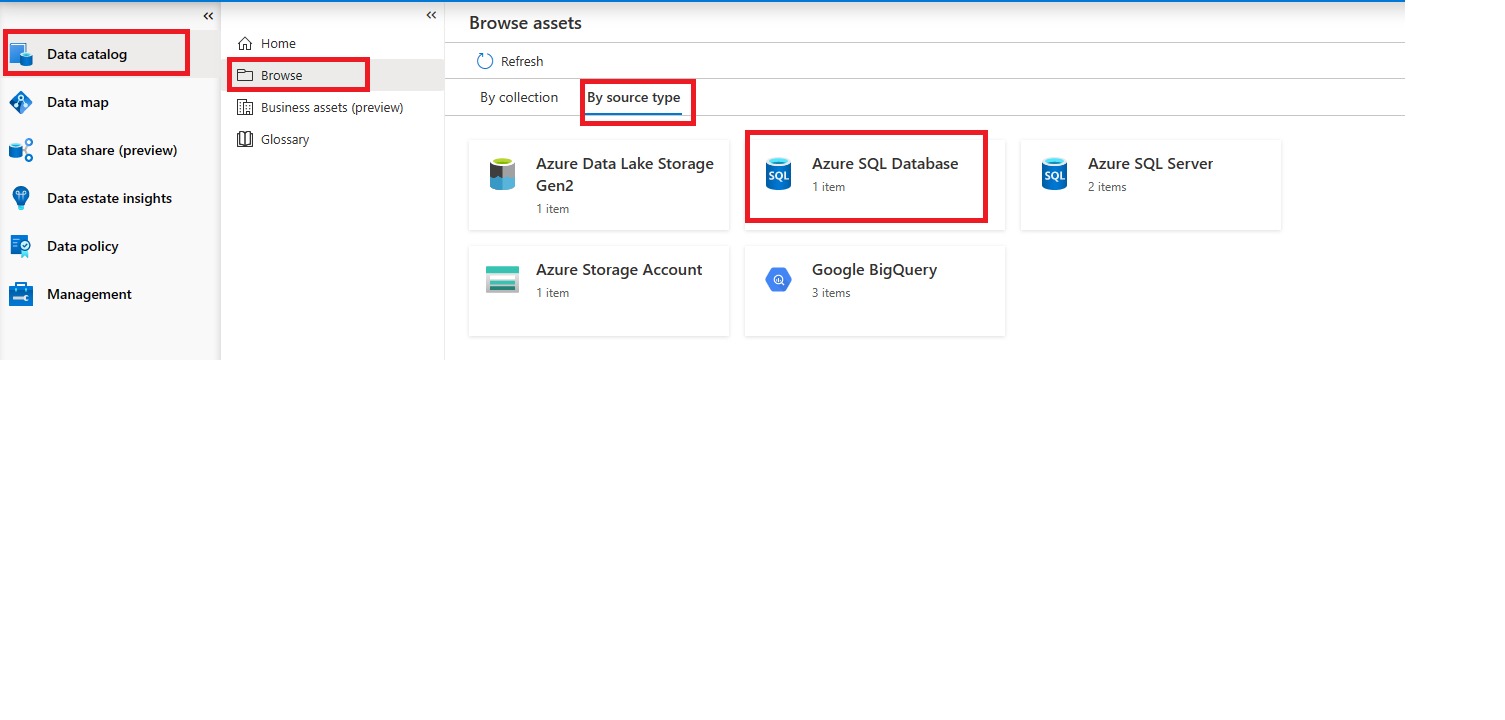 Data catalog
Data map
Data share (preview)
Data estate insights
Data policy
Management
Home
Browse
Business assets (preview)
Glossary
Browse assets
Refresh
By collection
By source type
Azure Data Lake Storage
Gen2
1 item
SQL
Azure SQL Database
1 item
SQL
Azure SQL Server
2 items
Azure Storage Account
1 item
Google BigQuery
3 items